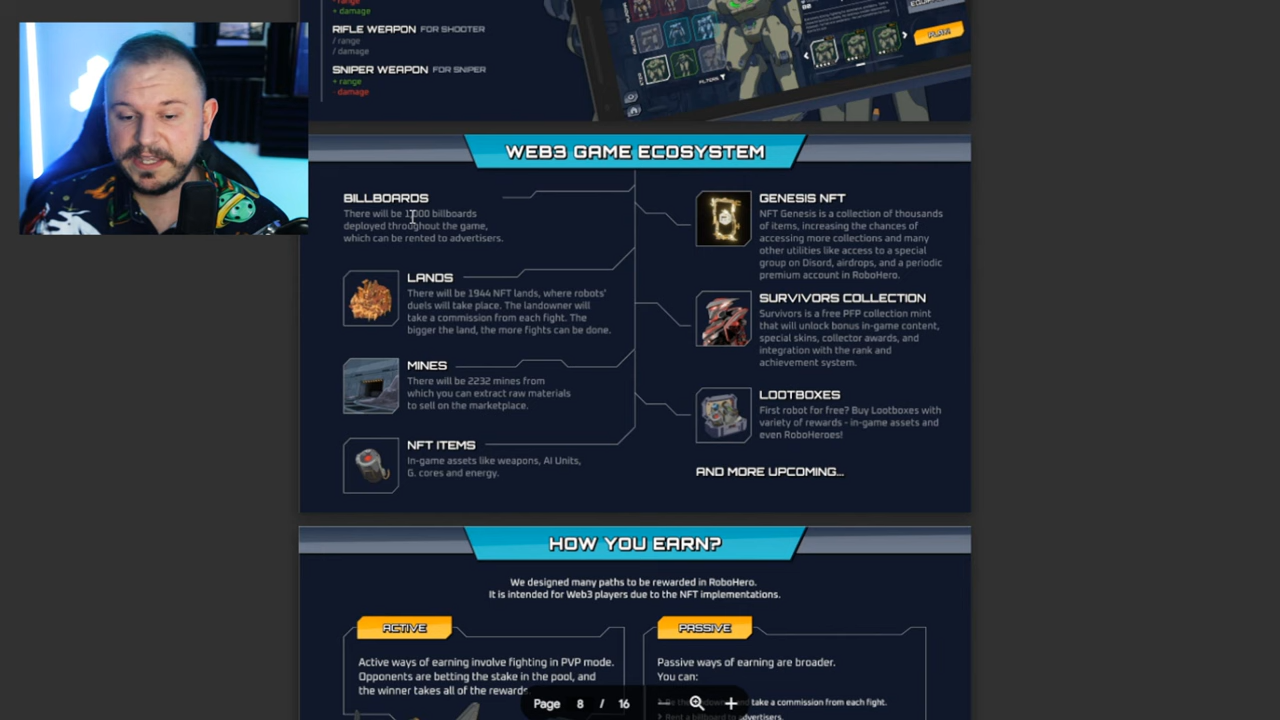 - range
+ damage
RIFLE WEAPON FOR SHOOTER
/ range
/ damage
SNIPER WEAPON FOR SNIPER
+ range
- damage
FILTERS
PLAY!
WEB3 GAME ECOSYSTEM
BILLBOARDS
There will be 1000 billboards
deployed throughout the game,
which can be rented to advertisers.
LANDS
There will be 1944 NFT lands, where robots'
duels will take place. The landowner will
take a commission from each fight. The
bigger the land, the more fights can be done.
MINES
There will be 2232 mines from
which you can extract raw materials
to sell on the marketplace.
NFT ITEMS
In-game assets like weapons, AI Units,
G. cores and energy.
GENESIS NFT
NFT Genesis is a collection of thousands
of items, increasing the chances of
accessing more collections and many
other utilities like access to a special
group on Disord, airdrops, and a periodic
premium account in RoboHero.
SURVIVORS COLLECTION
Survivors is a free PFP collection mint
that will unlock bonus in-game content,
special skins, collector awards, and
integration with the rank and
achievement system.
LOOTBOXES
First robot for free? Buy Lootboxes with
variety of rewards - in-game assets and
even RoboHeroes!
AND MORE UPCOMING...
HOW YOU EARN?
We designed many paths to be rewarded in RoboHero.
It is intended for Web3 players due to the NFT implementations.
ACTIVE
Active ways of earning involve fighting in PVP mode.
Opponents are betting the stake in the pool, and
the winner takes all of the rewards.
PASSIVE
Passive ways of earning are broader.
You can:
take a commission from each fight.
> Rent a billboard to advertisers.
Page 8 / 16